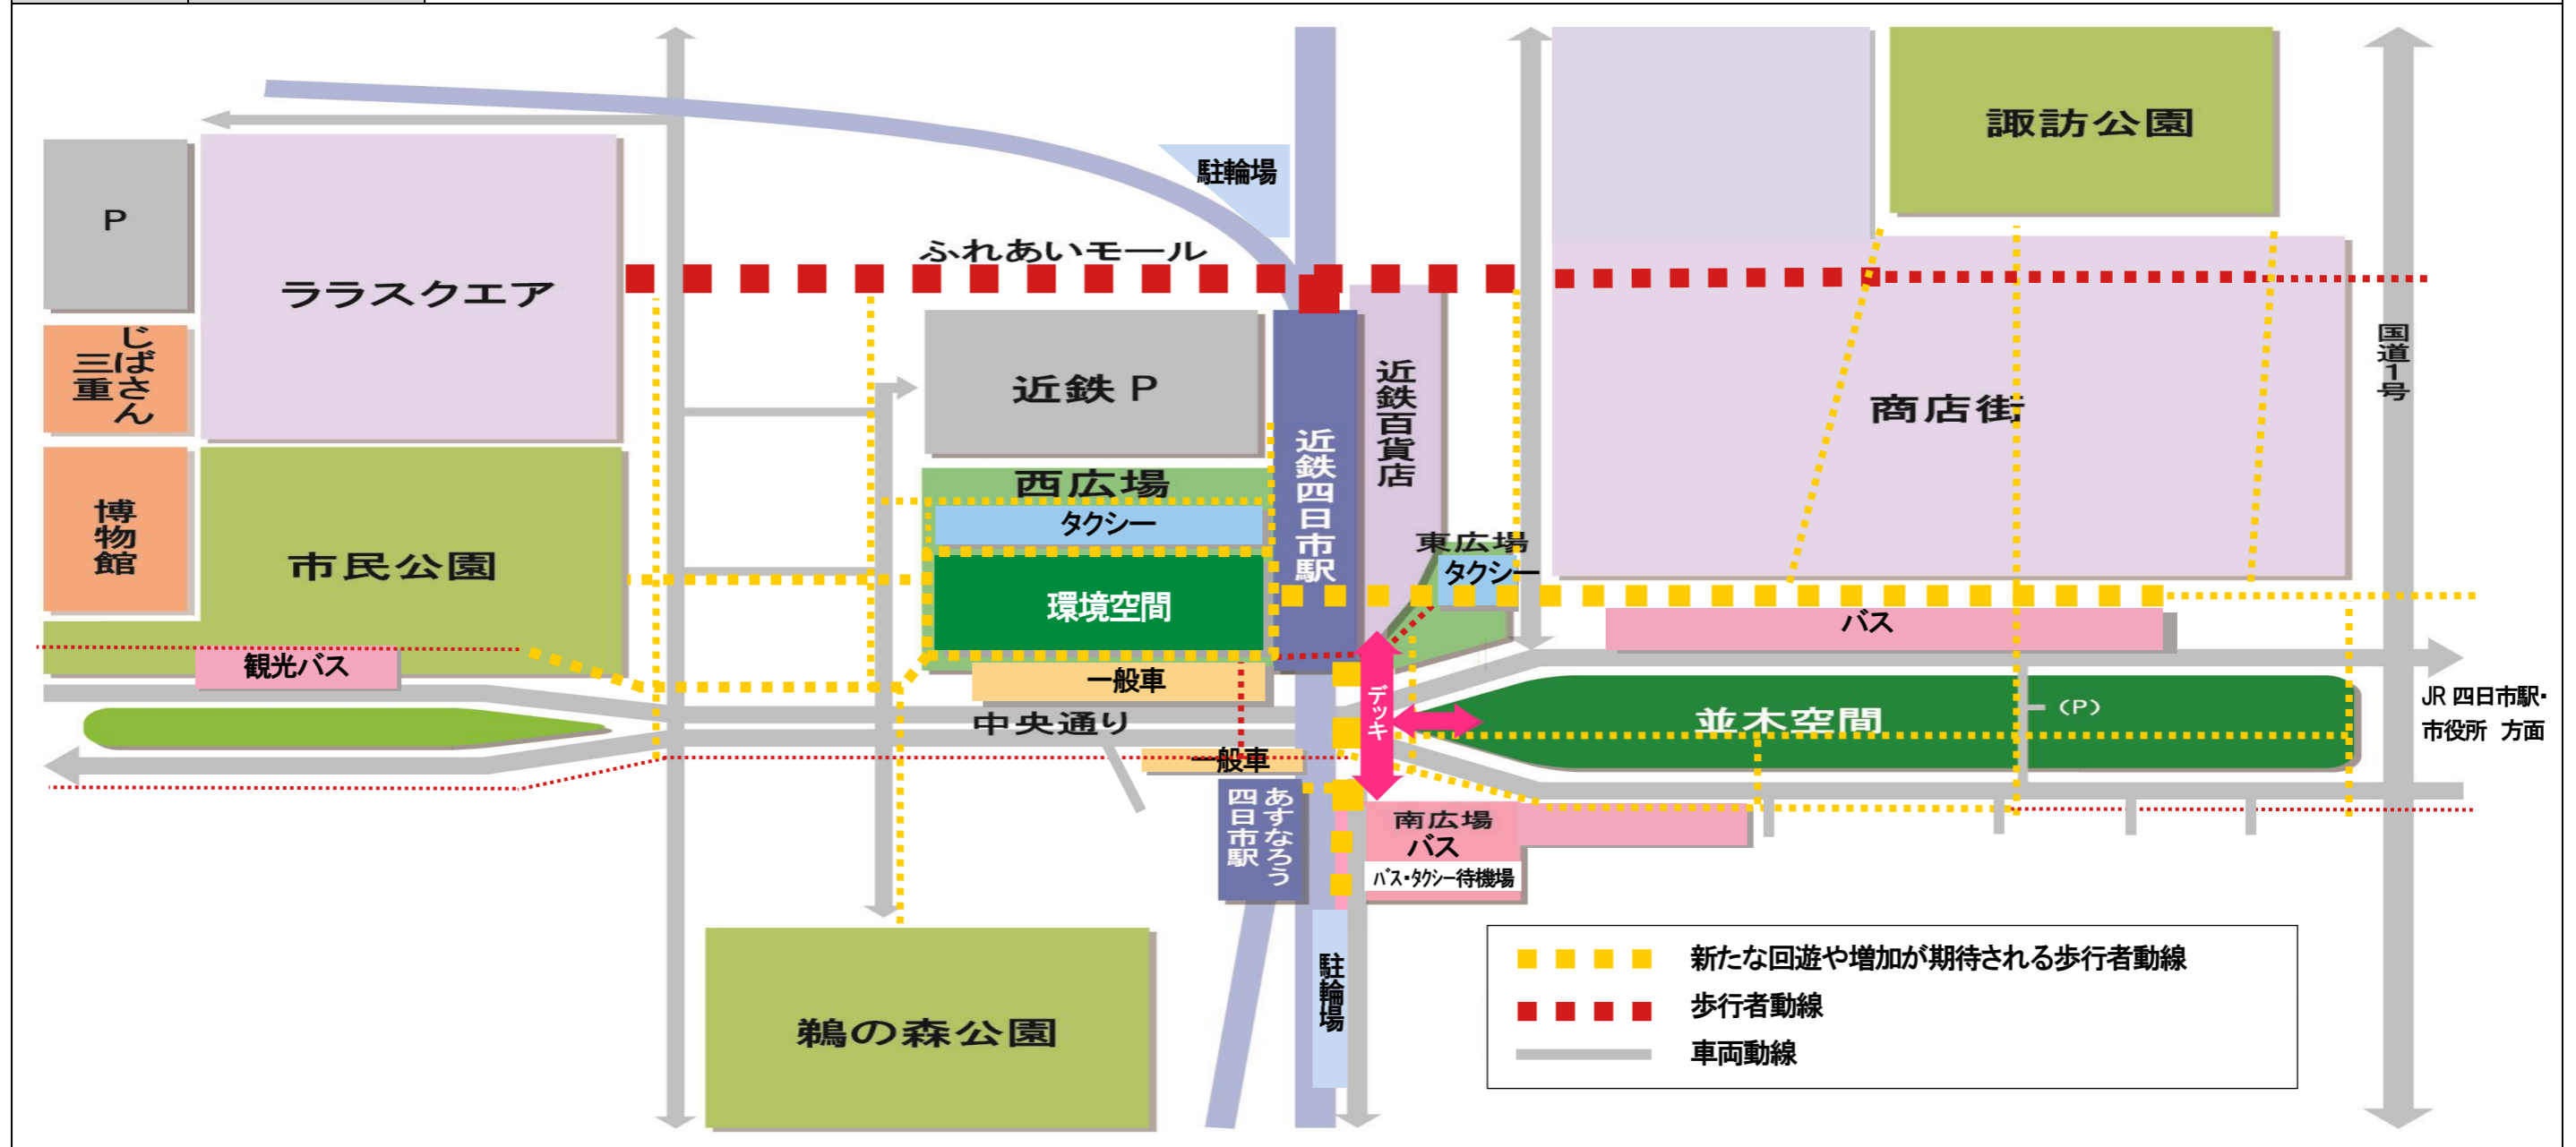 諏訪公園
駐輪場
P
ふれあいモール
ララスクエア
じばさん
三重
近鉄 P
近鉄百貨店
国道1号
商店街
近鉄四日市駅
西広場
タクシー
博物館
市民公園
東広場
タクシー
環境空間
バス
観光バス
一般車
デッキ
中央通り
並木空間
(P)
JR 四日市駅・
市役所 方面
一般車
あすなろう
四日市駅
南広場
バス
バス・タクシー待機場
駐輪場
鵜の森公園
新たな回遊や増加が期待される歩行者動線
歩行者動線
車両動線